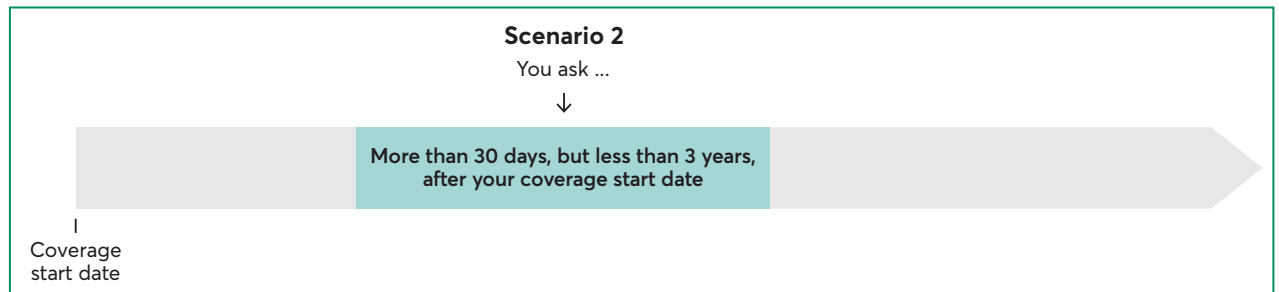 Scenario 2
You ask ...
More than 30 days, but less than 3 years,
after your coverage start date
Coverage
start date